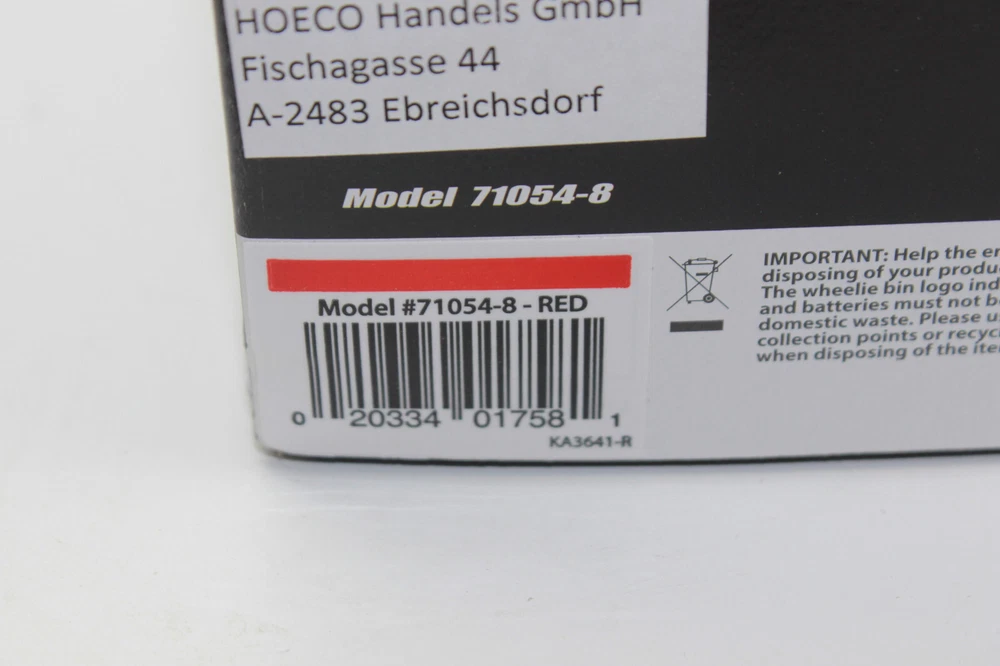 HOECO Handels GmbH
Fischagasse 44
A-2483 Ebreichsdorf
Model 71054-8
Model #71054-8 - RED
0 20334 01758 1
KA3641-R
IMPORTANT: Help the
disposing of your
The wheelie bin logo
and batteries must not
domestic waste. Please
collection points or
when disposing of the